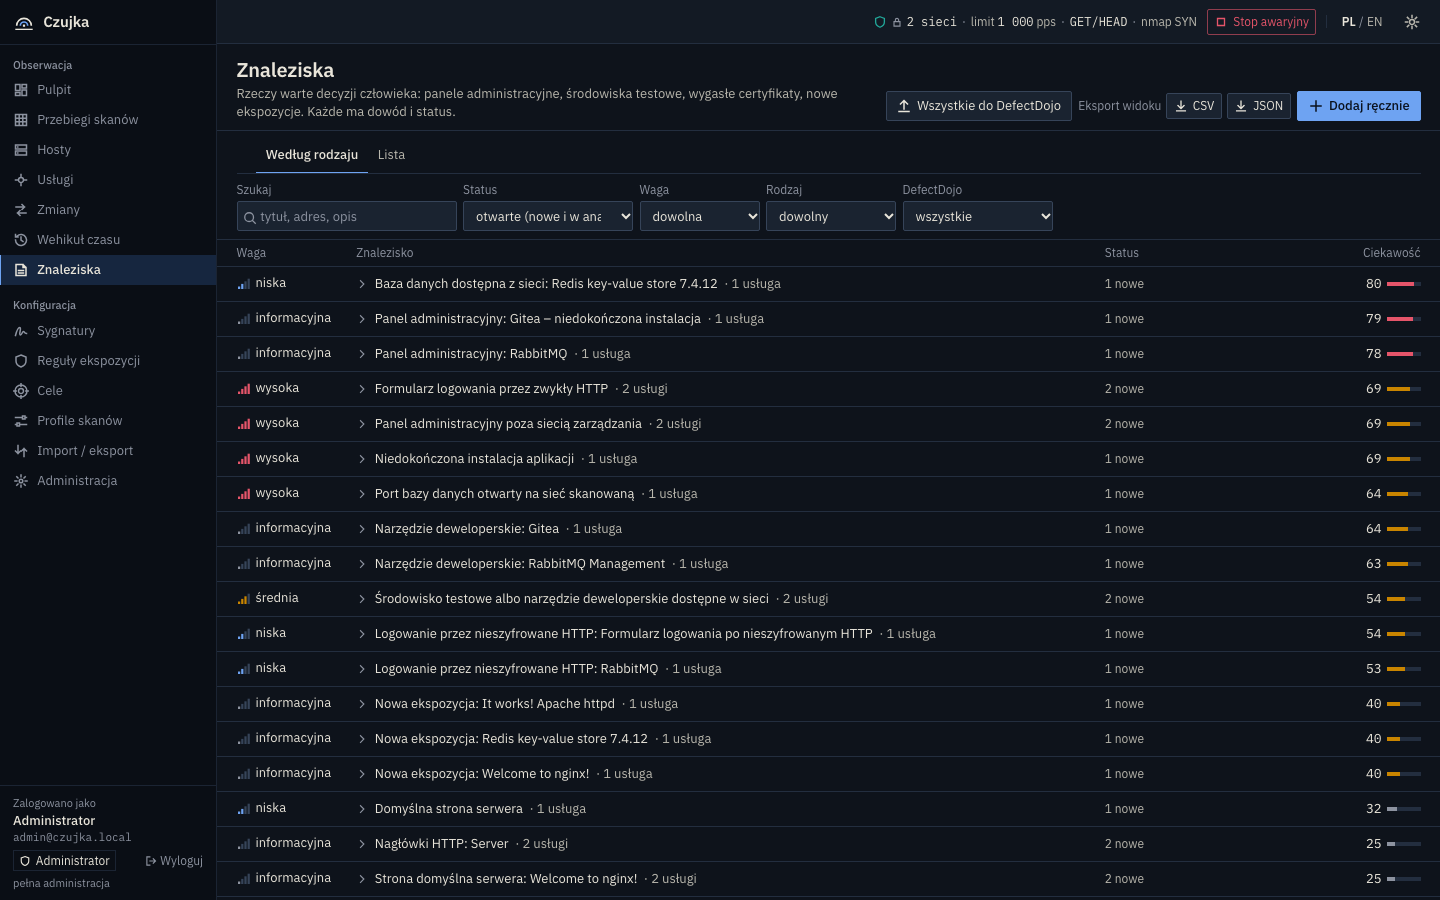 Czujka
2 sieci · limit 1 000 pps · GET/HEAD · nmap SYN
Stop awaryjny
PL / EN
Obserwacja
Pulpit
Przebiegi skanów
Hosty
Usługi
Zmiany
Wehikuł czasu
Znaleziska
Konfiguracja
Sygnatury
Reguły ekspozycji
Cele
Profile skanów
Import / eksport
Administracja
Zalogowano jako
Administrator
admin@czujka.local
Administrator
Wyloguj
pełna administracja
Znaleziska
Rzeczy warte decyzji człowieka: panele administracyjne, środowiska testowe, wygasłe certyfikaty, nowe
ekspozycje. Każde ma dowód i status.
Wszystkie do DefectDojo
Eksport widoku
CSV
JSON
Dodaj ręcznie
Według rodzaju
Lista
Szukaj Status Waga Rodzaj DefectDojo
tytuł, adres, opis otwarte (nowe i w ana dowolna dowolny wszystkie
Waga Znalezisko Status Ciekawość
niska Baza danych dostępna z sieci: Redis key-value store 7.4.12 · 1 usługa 1 nowe 80
informacyjna Panel administracyjny: Gitea – niedokończona instalacja · 1 usługa 1 nowe 79
informacyjna Panel administracyjny: RabbitMQ · 1 usługa 1 nowe 78
wysoka Formularz logowania przez zwykły HTTP · 2 usługi 2 nowe 69
wysoka Panel administracyjny poza siecią zarządzania · 2 usługi 2 nowe 69
wysoka Niedokończona instalacja aplikacji · 1 usługa 1 nowe 69
wysoka Port bazy danych otwarty na sieć skanowaną · 1 usługa 1 nowe 64
informacyjna Narzędzie deweloperskie: Gitea · 1 usługa 1 nowe 64
informacyjna Narzędzie deweloperskie: RabbitMQ Management · 1 usługa 1 nowe 63
średnia Środowisko testowe albo narzędzie deweloperskie dostępne w sieci · 2 usługi 2 nowe 54
niska Logowanie przez nieszyfrowane HTTP: Formularz logowania po nieszyfrowanym HTTP · 1 usługa 1 nowe 54
niska Logowanie przez nieszyfrowane HTTP: RabbitMQ · 1 usługa 1 nowe 53
informacyjna Nowa ekspozycja: It works! Apache httpd · 1 usługa 1 nowe 40
informacyjna Nowa ekspozycja: Redis key-value store 7.4.12 · 1 usługa 1 nowe 40
informacyjna Nowa ekspozycja: Welcome to nginx! · 1 usługa 1 nowe 40
niska Domyślna strona serwera · 1 usługa 1 nowe 32
informacyjna Nagłówki HTTP: Server · 2 usługi 2 nowe 25
informacyjna Strona domyślna serwera: Welcome to nginx! · 2 usługi 2 nowe 25